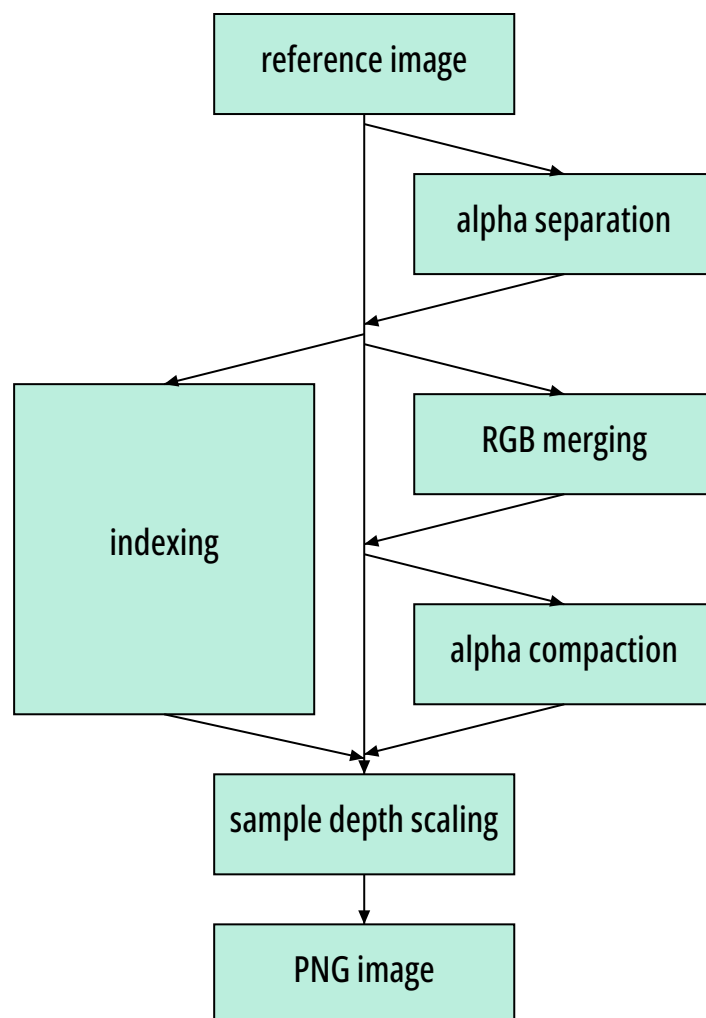 reference image
alpha separation
RGB merging
indexing
alpha compaction
sample depth scaling
PNG image